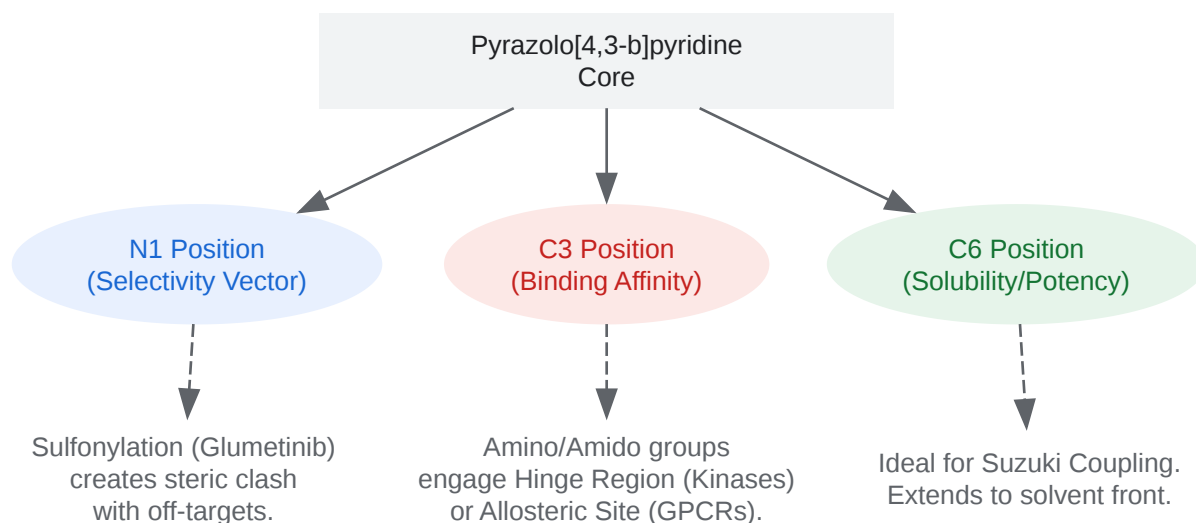 Pyrazolo[4,3-b]pyridine
Core
N1 Position
(Selectivity Vector)
C3 Position
(Binding Affinity)
C6 Position
(Solubility/Potency)
Sulfonylation (Glumetinib)
creates steric clash
with off-targets.
Amino/Amido groups
engage Hinge Region (Kinases)
or Allosteric Site (GPCRs).
Ideal for Suzuki Coupling.
Extends to solvent front.